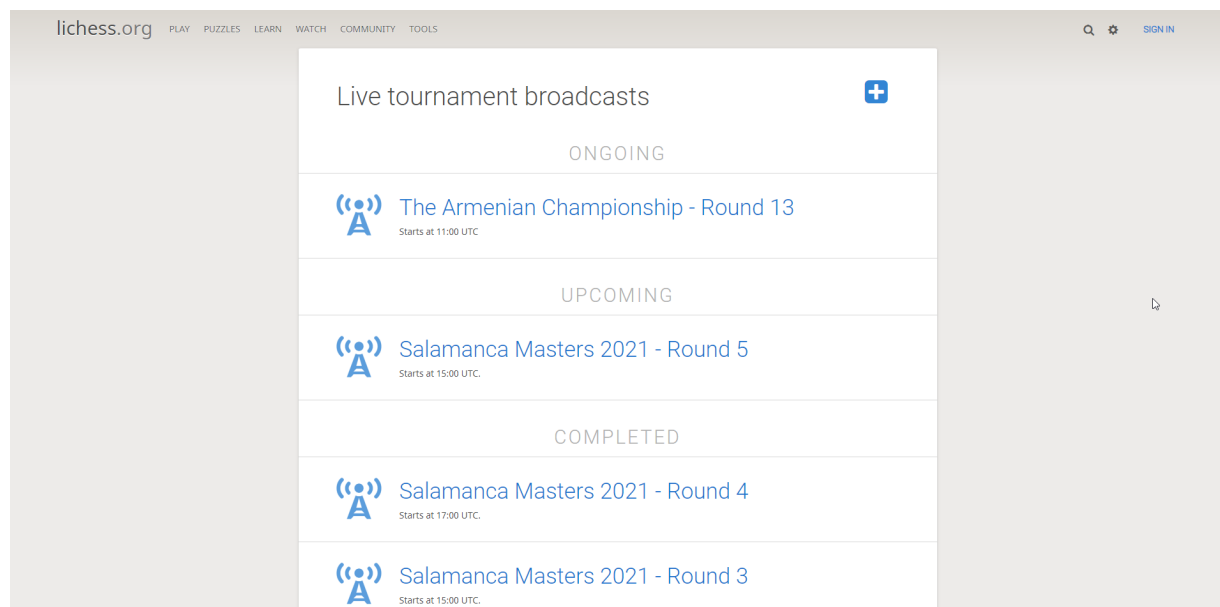 lichess.org PLAY PUZZLES LEARN WATCH COMMUNITY TOOLS SIGN IN
Live tournament broadcasts
ONGOING
The Armenian Championship - Round 13
Starts at 11:00 UTC
UPCOMING
Salamanca Masters 2021 - Round 5
Starts at 15:00 UTC.
COMPLETED
Salamanca Masters 2021 - Round 4
Starts at 17:00 UTC.
Salamanca Masters 2021 - Round 3
Starts at 15:00 UTC.